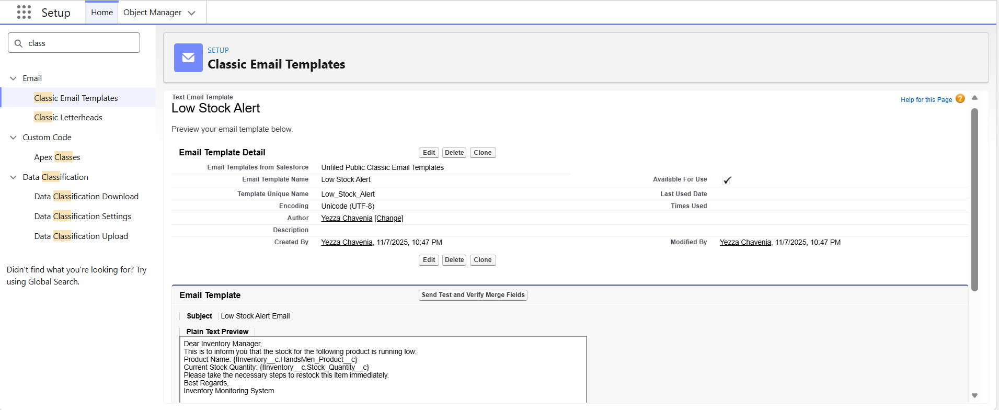 Setup
Home
Object Manager
class
Email
Classic Email Templates
Classic Letterheads
Custom Code
Apex Classes
Data Classification
Data Classification Download
Data Classification Settings
Data Classification Upload
Didn't find what you're looking for? Try
using Global Search.
SETUP
Classic Email Templates
Text Email Template
Low Stock Alert
Help for this Page ?
Preview your email template below.
Email Template Detail
Edit Delete Clone
Email Templates from Salesforce Unfiled Public Classic Email Templates
Email Template Name Low Stock Alert Available For Use
Template Unique Name Low_Stock_Alert Last Used Date
Encoding Unicode (UTF-8) Times Used
Author Yezza Chavenia [Change]
Description
Created By Yezza Chavenia, 11/7/2025, 10:47 PM Modified By Yezza Chavenia, 11/7/2025, 10:47 PM
Edit Delete Clone
Email Template Send Test and Verify Merge Fields
Subject Low Stock Alert Email
Plain Text Preview
Dear Inventory Manager,
This is to inform you that the stock for the following product is running low:
Product Name: {!Inventory__c.HandsMen_Product__c}
Current Stock Quantity: {!Inventory__c.Stock_Quantity__c}
Please take the necessary steps to restock this item immediately.
Best Regards,
Inventory Monitoring System